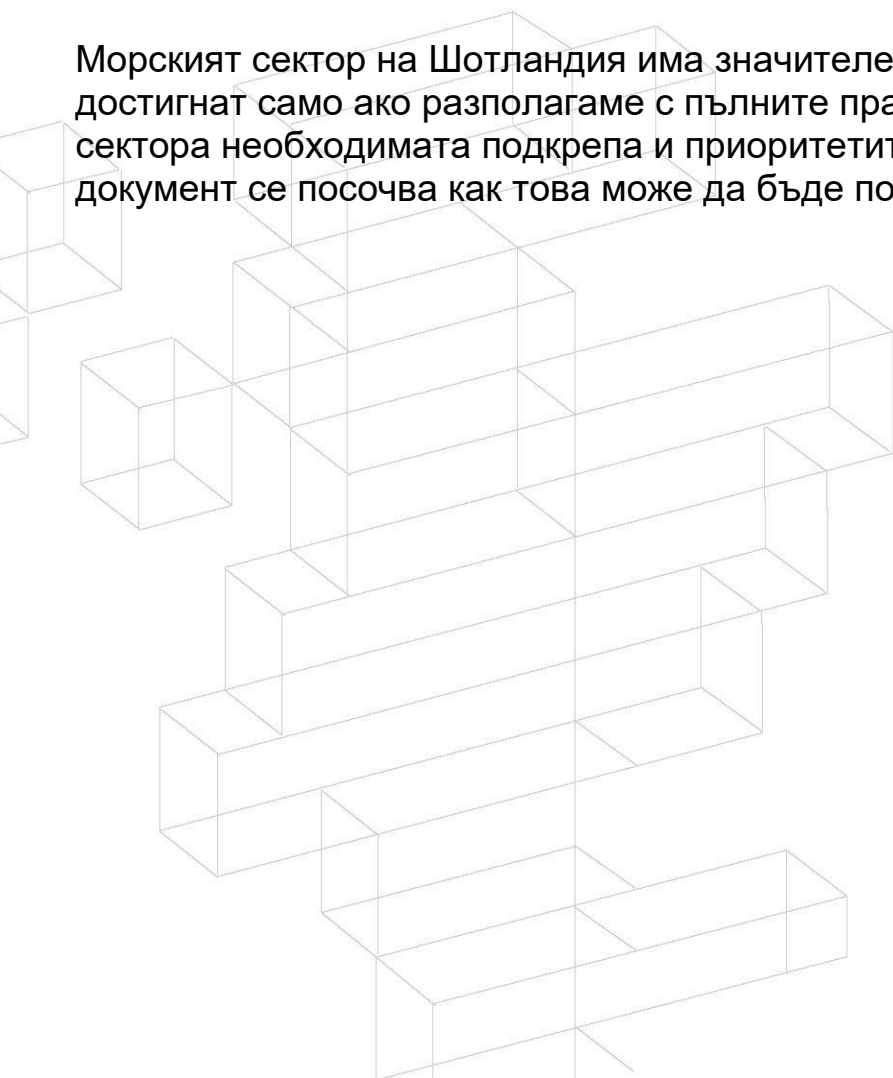 Морският сектор на Шотландия има значителе
достигнат само ако разполагаме с пълните пра
сектора необходимата подкрепа и приоритетит
документ се посочва как това може да бъде по